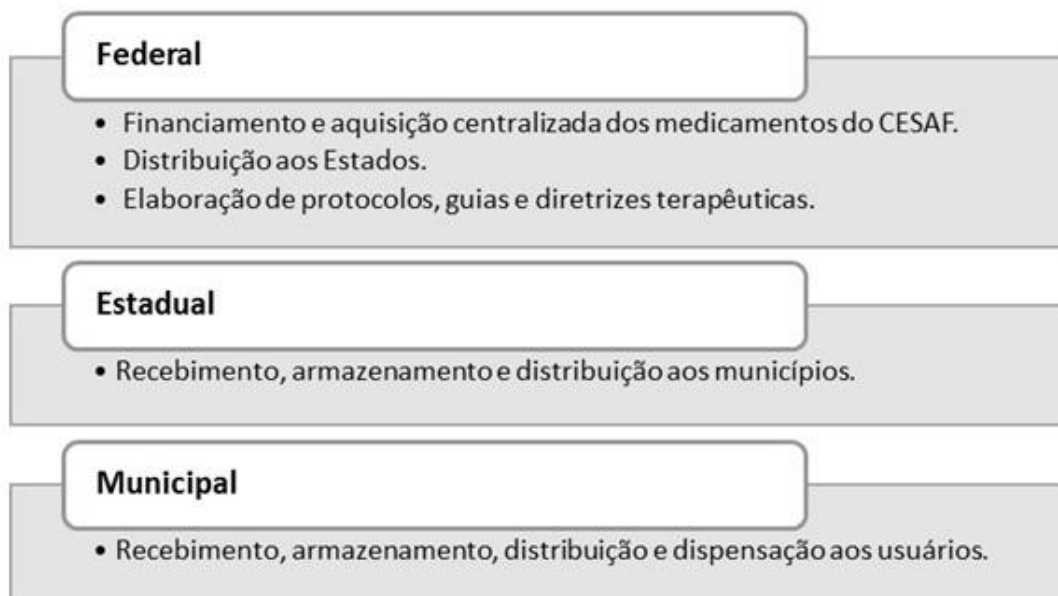 Federal
• Financiamento e aquisição centralizada dos medicamentos do CESAF.
• Distribuição aos Estados.
• Elaboração de protocolos, guias e diretrizes terapêuticas.
Estadual
• Recebimento, armazenamento e distribuição aos municípios.
Municipal
• Recebimento, armazenamento, distribuição e dispensação aos usuários.